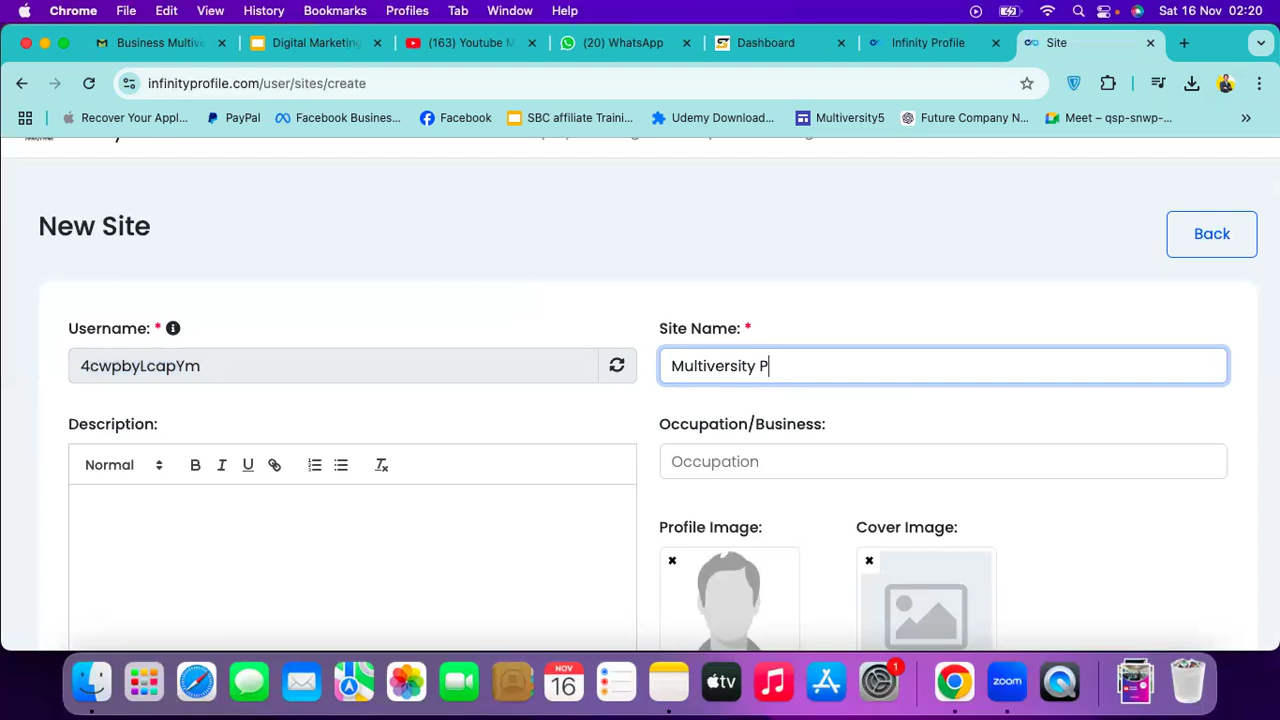 Chrome File Edit View History Bookmarks Profiles Tab Window Help Sat 16 Nov 02:20
Business Multive Digital Marketing (163) Youtube M (20) WhatsApp Dashboard Infinity Profile Site
infinityprofile.com/user/sites/create
Recover Your Appl... PayPal Facebook Busines... Facebook SBC affiliate Traini... Udemy Download... Multiversity5 Future Company N... Meet – qsp-snwp-...
New Site
Back
Username: *
Site Name: *
4cwpbyLcapYm
Multiversity P
Description:
Occupation/Business:
Normal B I U
Occupation
Profile Image:
Cover Image:
NOV
16
tv
1
zoom